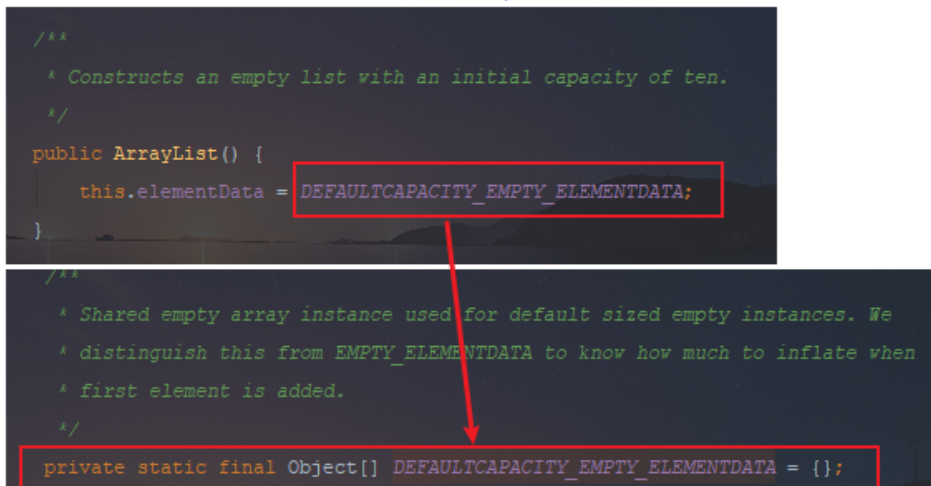 /**
* Constructs an empty list with an initial capacity of ten.
*/
public ArrayList() {
this.elementData = DEFAULTCAPACITY_EMPTY_ELEMENTDATA;
}
/**
* Shared empty array instance used for default sized empty instances. We
* distinguish this from EMPTY_ELEMENTDATA to know how much to inflate when
* first element is added.
*/
private static final Object[] DEFAULTCAPACITY_EMPTY_ELEMENTDATA = {};